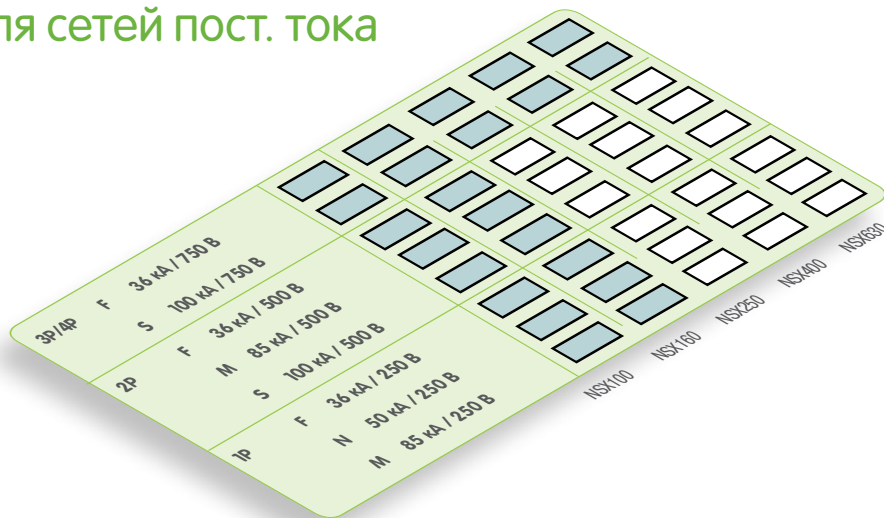 ля сетей пост. тока
3P/4P F 36 кА / 750 В
S 100 кА / 750 В
2P F 36 кА / 500 В
M 85 кА / 500 В
S 100 кА / 500 В
1P F 36 кА / 250 В
N 50 кА / 250 В
M 85 кА / 250 В
NSX100
NSX160
NSX250
NSX400
NSX630